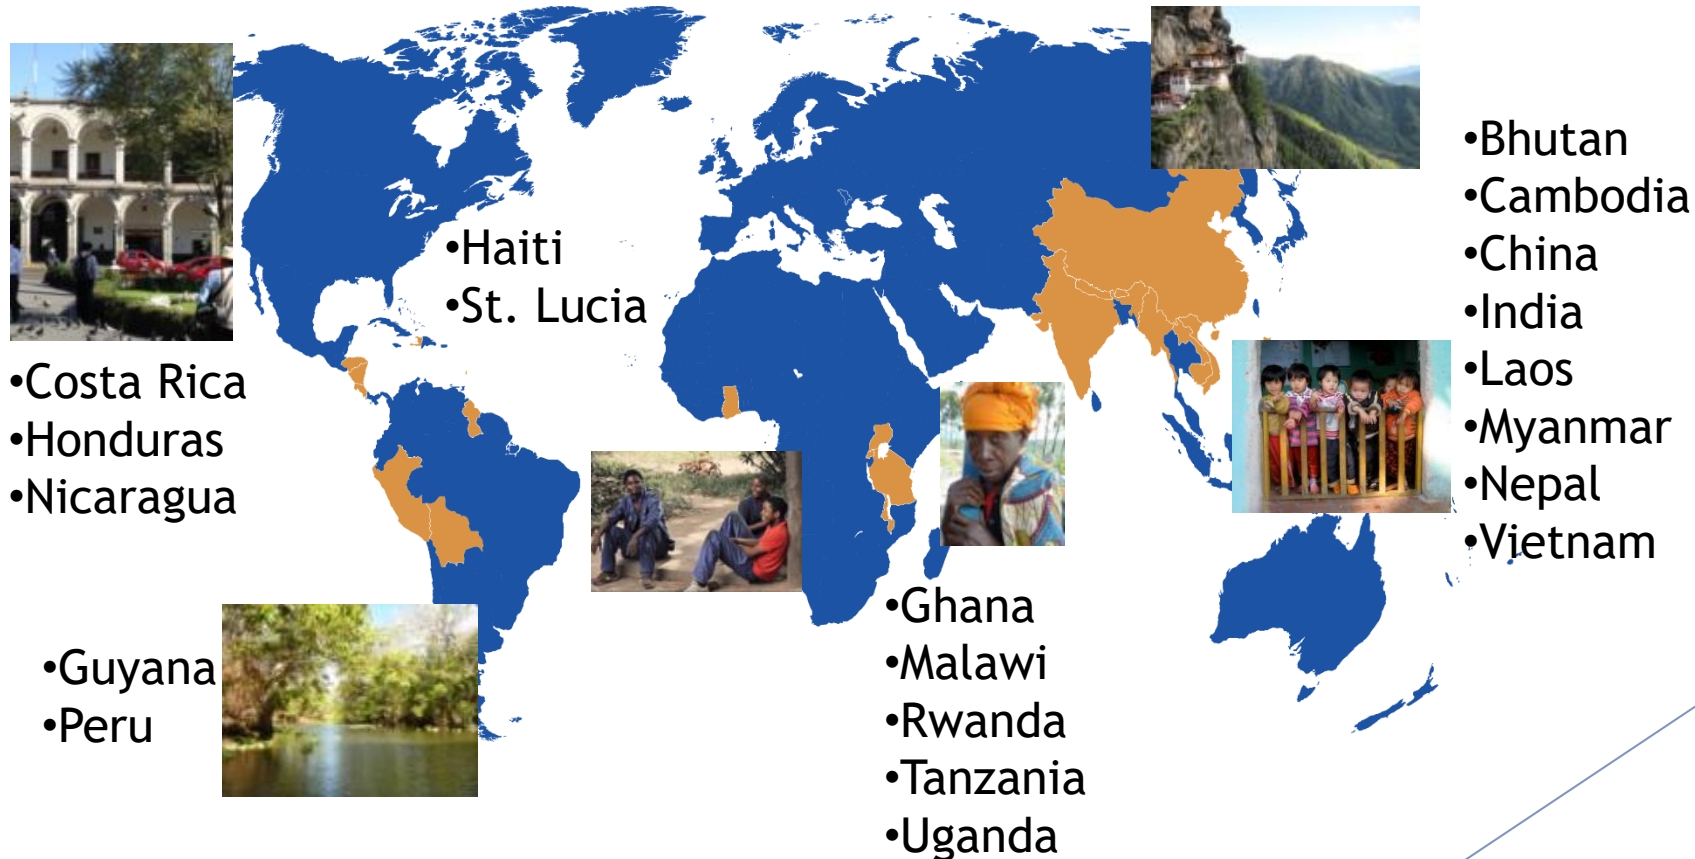 •Haiti
•St. Lucia
•Costa Rica
•Honduras
•Nicaragua
•Guyana
•Peru
•Ghana
•Malawi
•Rwanda
•Tanzania
•Uganda
•Bhutan
•Cambodia
•China
•India
•Laos
•Myanmar
•Nepal
•Vietnam